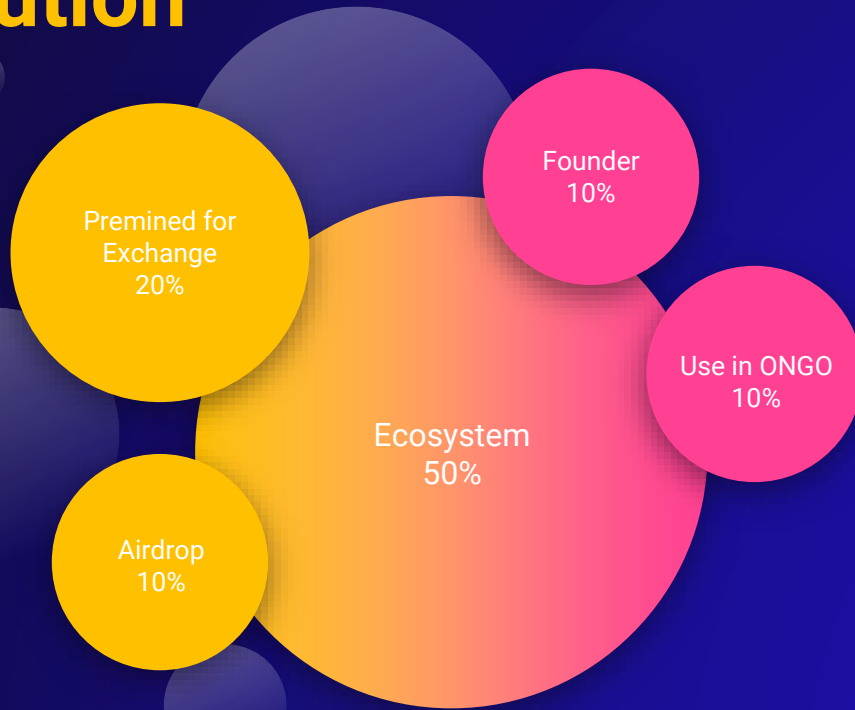 ution
Premined for
Exchange
20%
Founder
10%
Use in ONGO
10%
Ecosystem
50%
Airdrop
10%